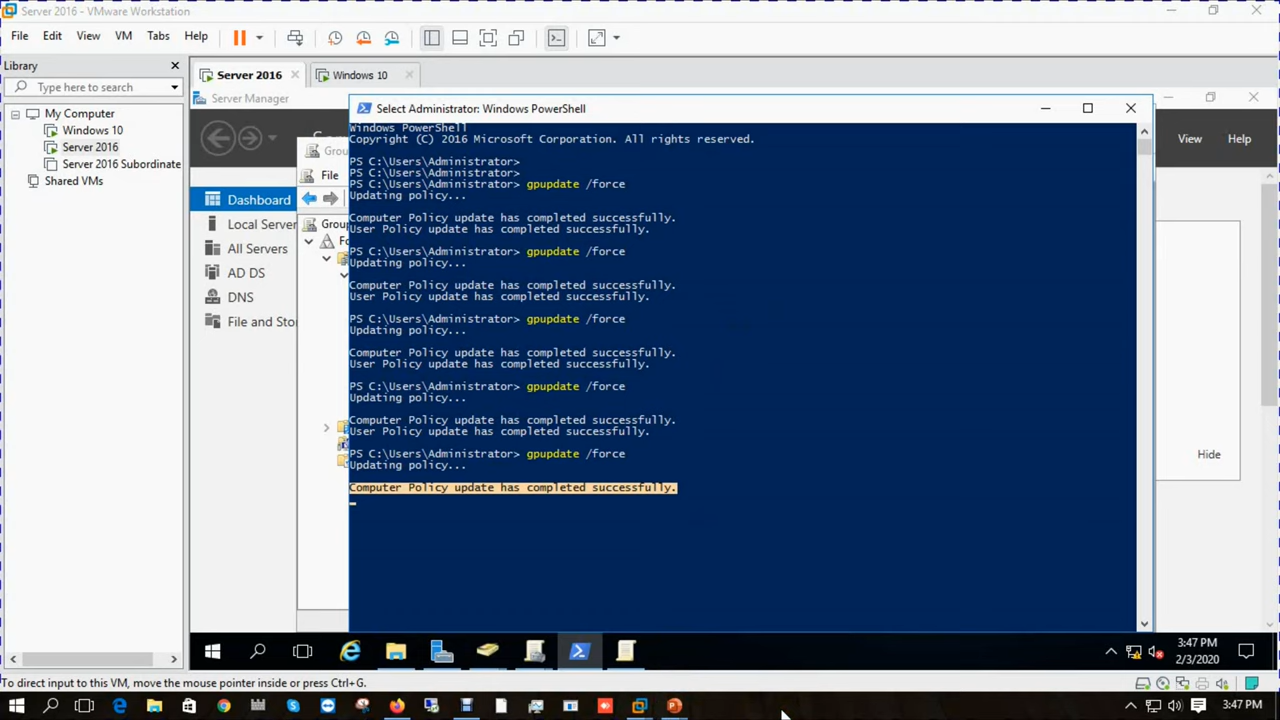 Server 2016 - VMware Workstation
File Edit View VM Tabs Help
Library
Type here to search
My Computer
Windows 10
Server 2016
Server 2016 Subordinate
Shared VMs
Server 2016
Windows 10
Server Manager
View Help
Dashboard
Local Server
All Servers
AD DS
DNS
File and Sto
File
Select Administrator: Windows PowerShell
Windows PowerShell
Copyright (C) 2016 Microsoft Corporation. All rights reserved.
PS C:\Users\Administrator>
PS C:\Users\Administrator>
PS C:\Users\Administrator> gpupdate /force
Updating policy...
Computer Policy update has completed successfully.
User Policy update has completed successfully.
PS C:\Users\Administrator> gpupdate /force
Updating policy...
Computer Policy update has completed successfully.
User Policy update has completed successfully.
PS C:\Users\Administrator> gpupdate /force
Updating policy...
Computer Policy update has completed successfully.
User Policy update has completed successfully.
PS C:\Users\Administrator> gpupdate /force
Updating policy...
Computer Policy update has completed successfully.
User Policy update has completed successfully.
PS C:\Users\Administrator> gpupdate /force
Updating policy...
Computer Policy update has completed successfully.
Hide
3:47 PM
2/3/2020
To direct input to this VM, move the mouse pointer inside or press Ctrl+G.
3:47 PM